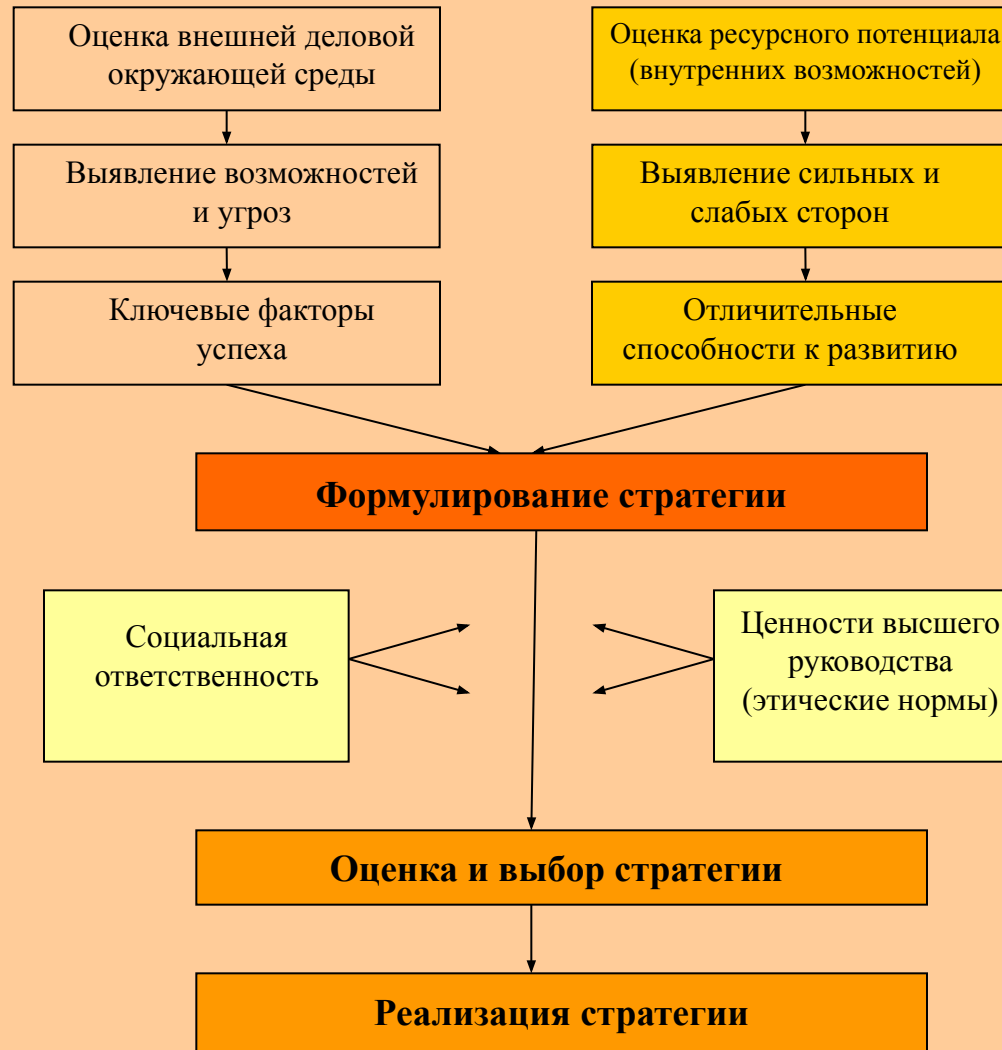 Оценка внешней деловой
окружающей среды
Оценка ресурсного потенциала
(внутренних возможностей)
Выявление возможностей
и угроз
Выявление сильных и
слабых сторон
Ключевые факторы
успеха
Отличительные
способности к развитию
Формулирование стратегии
Социальная
ответственность
Ценности высшего
руководства
(этические нормы)
Оценка и выбор стратегии
Реализация стратегии